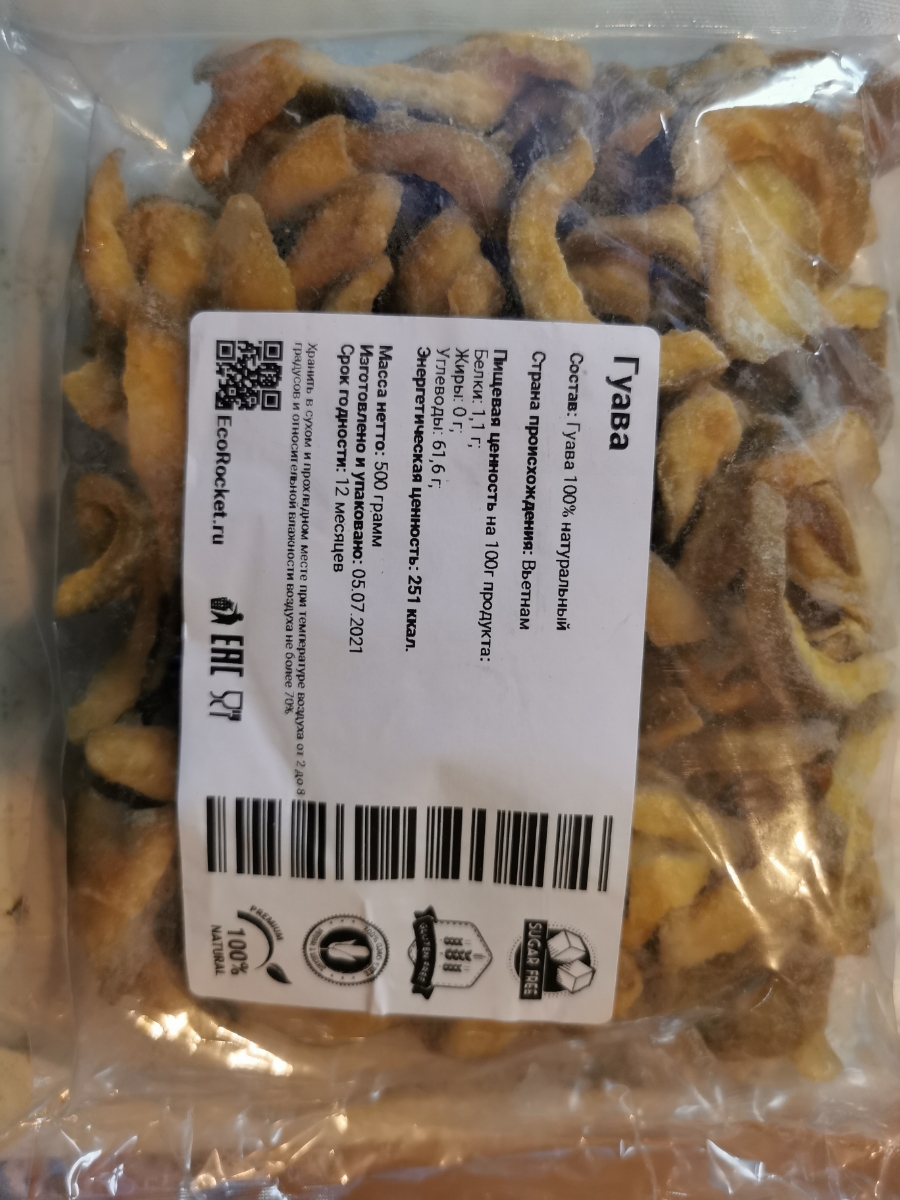 Гуава
Состав: Гуава 100% натуральный
Страна происхождения: Вьетнам
Пищевая ценность на 100г продукта:
Белки: 1,1 г;
Жиры: 0 г;
Углеводы: 61,6 г;
Энергетическая ценность: 251 ккал.
Масса нетто: 500 грамм
Изготовлено и упаковано: 05.07.2021
Срок годности: 12 месяцев
Хранить в сухом и прохладном месте при температуре воздуха от 2 до 8
градусов и относительной влажности воздуха не более 70%
EcoRocket.ru
EAC
SUGAR FREE
GLUTEN FREE
PREMIUM
100%
NATURAL